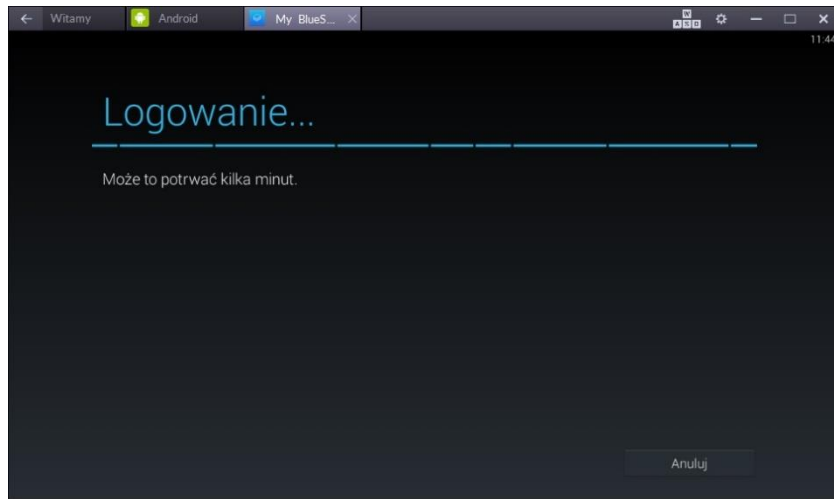 Witamy
Android
My BlueS...
W
A S D
11:44
Logowanie...
Może to potrwać kilka minut.
Anuluj